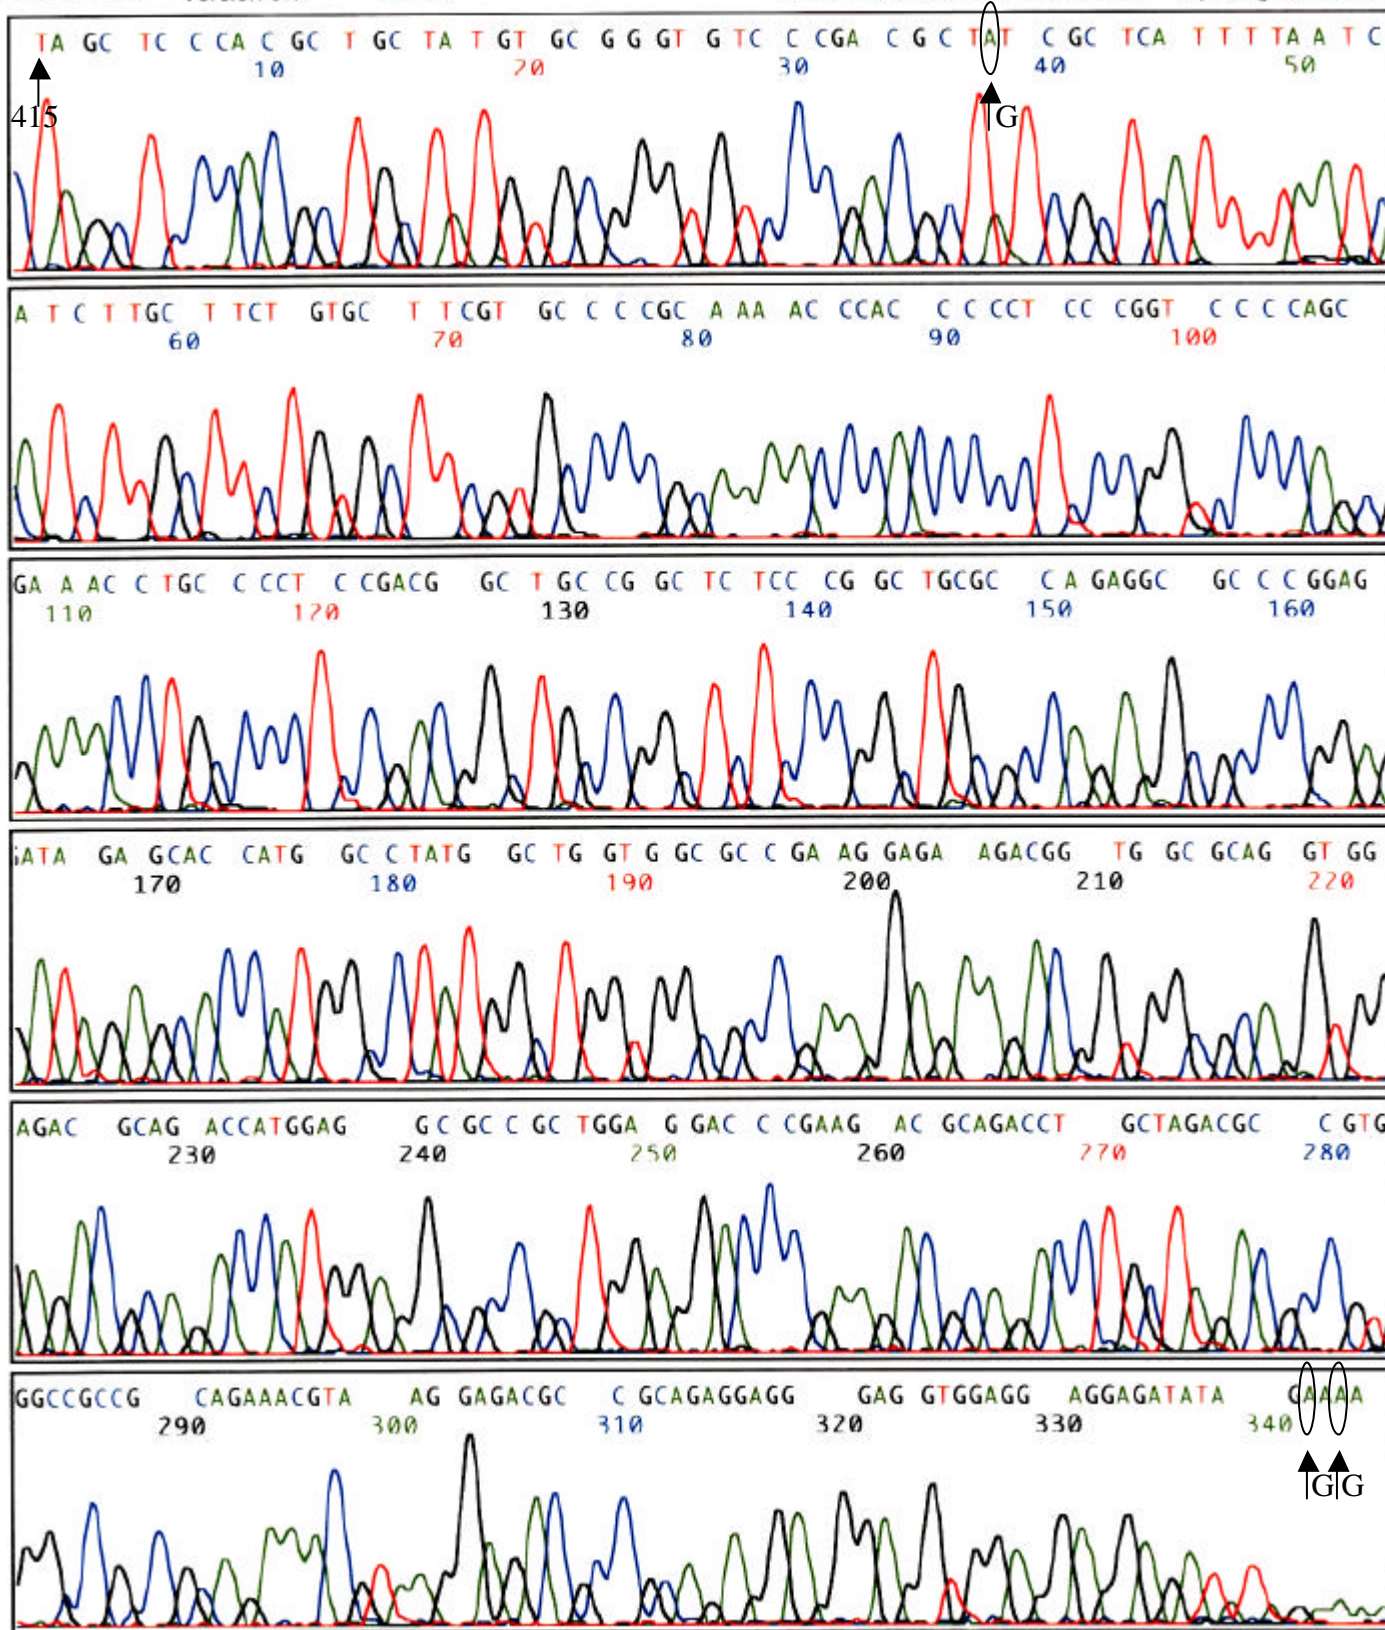 TA GC TC CCA C GC T GC TA T GT GC G G GT G TC C CGA C G C TAT C GC TCA T T T TAA T C
10 20 30 40 50
415 G
A T C T TGC T TCT GTGC T TCGT GC C C CGC A AA AC CCAC C C CCT CC CGGT C C C CAGC
60 70 80 90 100
GA A AC C TGC C CCT C CGACG GC T GC CG GC TC TCC CG GC TGCGC C A GAGGC GC C C GGAG
110 120 130 140 150 160
GATA GA GCAC CATG GC C TATG GC TG GT G GC GC C GA AG GAGA AGACGG TG GC GCAG GT GG
170 180 190 200 210 220
AGAC GCAG ACCATGGAG GC GC C GC TGGA G GAC C CGAAG AC GCAGACCT GCTAGACGC C GTG
230 240 250 260 270 280
GGCCGCCG CAGAAACGTA AG GAGACGC C GCAGAGGAGG GAG GTGGAGG AGGAGATATA GAAAA
290 300 310 320 330 340
G G